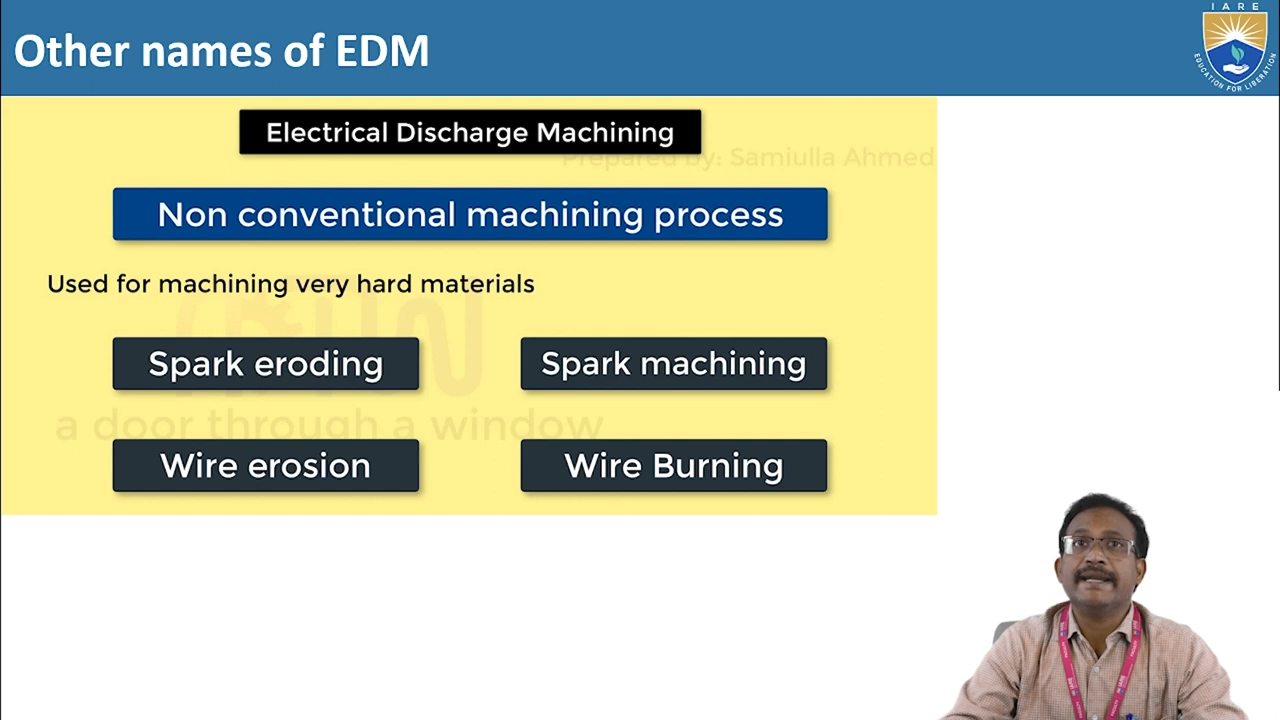 IARE
Other names of EDM
EDUCATION FOR LIBERATION
Electrical Discharge Machining
Prepared by: Samiulla Ahmed
Non conventional machining process
Used for machining very hard materials
Spark eroding
Spark machining
a door through a window
Wire erosion
Wire Burning